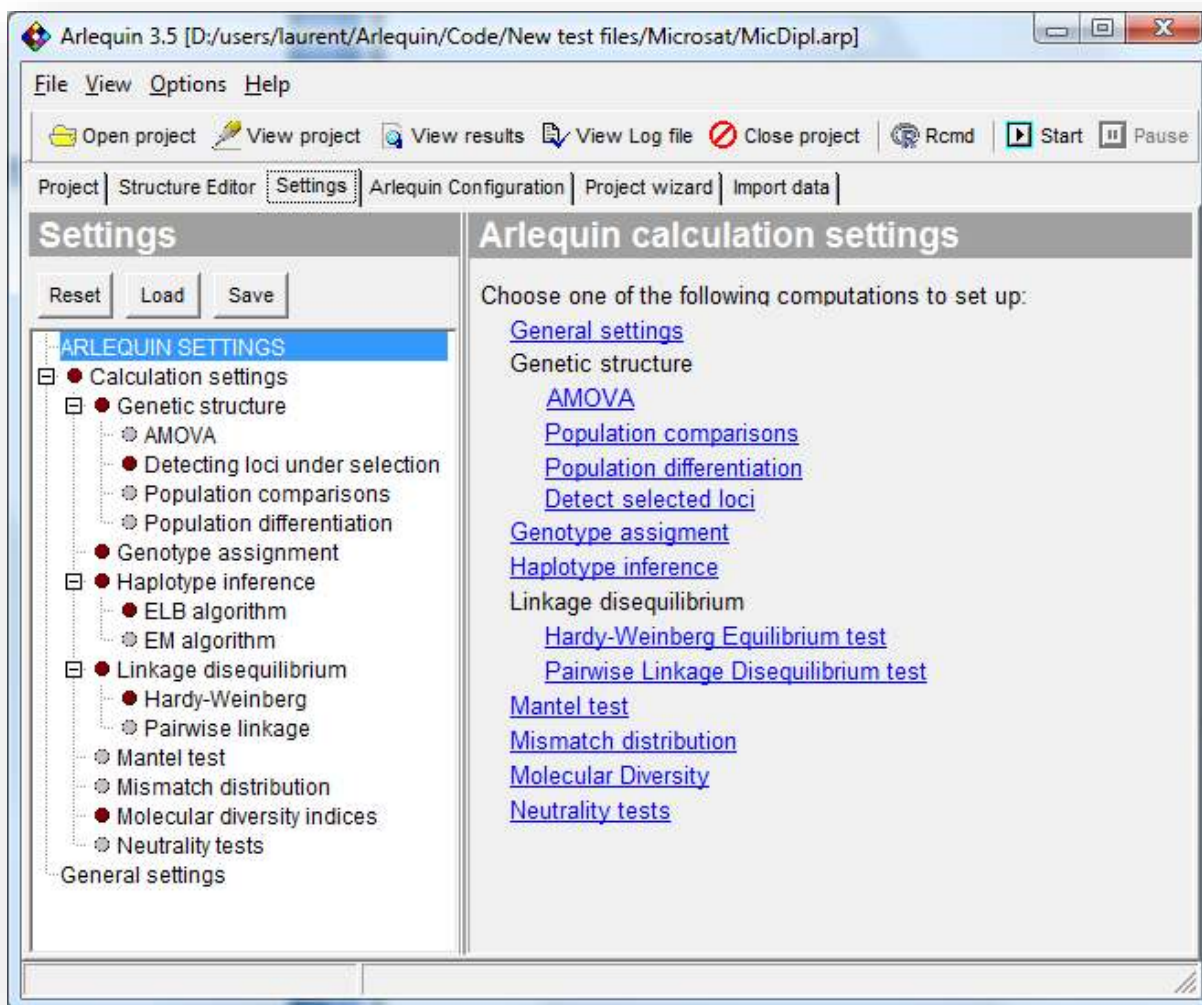 Arlequin 3.5 [D:/users/laurent/Arlequin/Code/New test files/Microsat/MicDipl.arp]
File View Options Help
Open project View project View results View Log file Close project Rcmd Start Pause
Project Structure Editor Settings Arlequin Configuration Project wizard Import data
Settings
Reset Load Save
ARLEQUIN SETTINGS
Calculation settings
Genetic structure
AMOVA
Detecting loci under selection
Population comparisons
Population differentiation
Genotype assignment
Haplotype inference
ELB algorithm
EM algorithm
Linkage disequilibrium
Hardy-Weinberg
Pairwise linkage
Mantel test
Mismatch distribution
Molecular diversity indices
Neutrality tests
General settings
Arlequin calculation settings
Choose one of the following computations to set up:
General settings
Genetic structure
AMOVA
Population comparisons
Population differentiation
Detect selected loci
Genotype assigment
Haplotype inference
Linkage disequilibrium
Hardy-Weinberg Equilibrium test
Pairwise Linkage Disequilibrium test
Mantel test
Mismatch distribution
Molecular Diversity
Neutrality tests